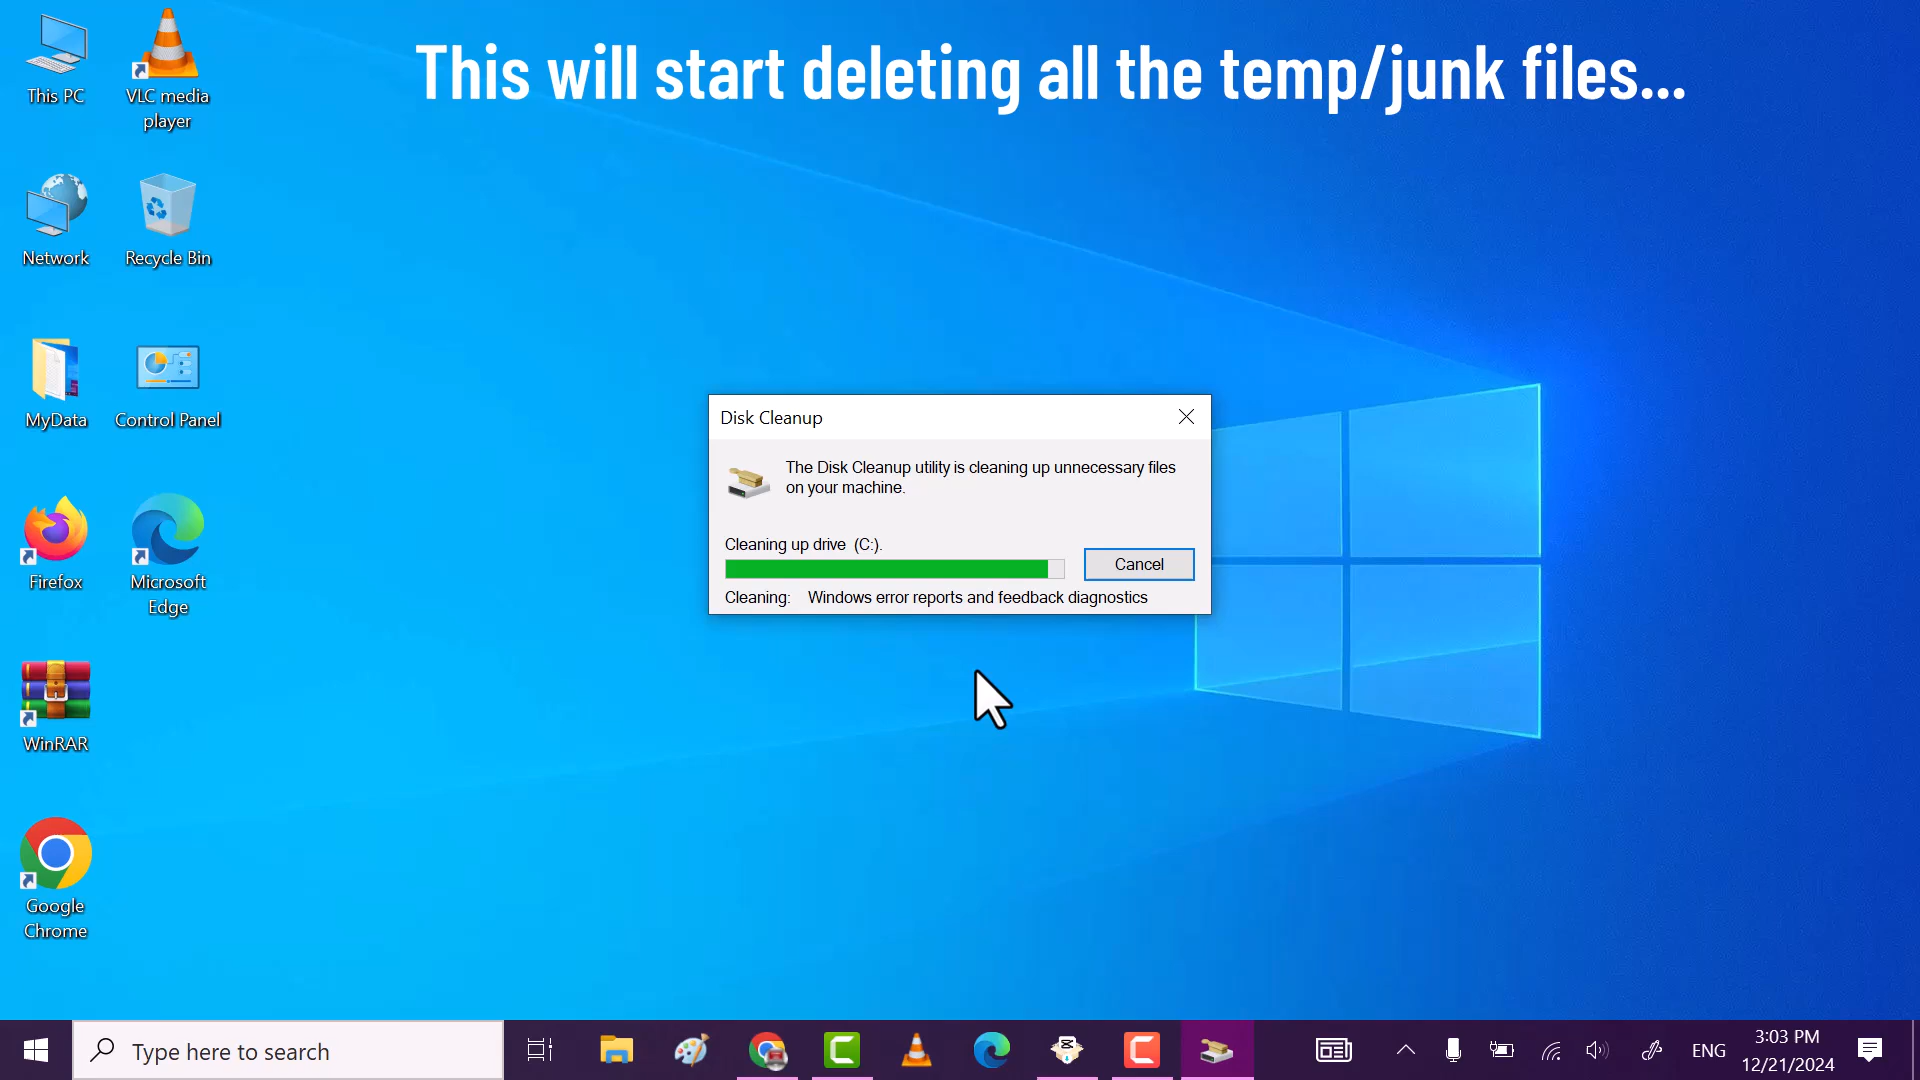 This will start deleting all the temp/junk files...
This PC
VLC media
player
Network
Recycle Bin
MyData
Control Panel
Firefox
Microsoft
Edge
WinRAR
Google
Chrome
Disk Cleanup
The Disk Cleanup utility is cleaning up unnecessary files
on your machine.
Cleaning up drive (C:).
Cancel
Cleaning: Windows error reports and feedback diagnostics
Type here to search
ENG
3:03 PM
12/21/2024